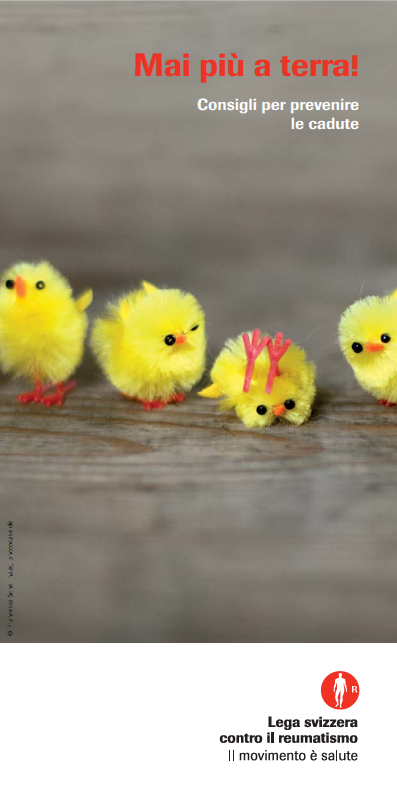 Mai più a terra!
Consigli per prevenire
le cadute
R
Lega svizzera
contro il reumatismo
Il movimento è salute